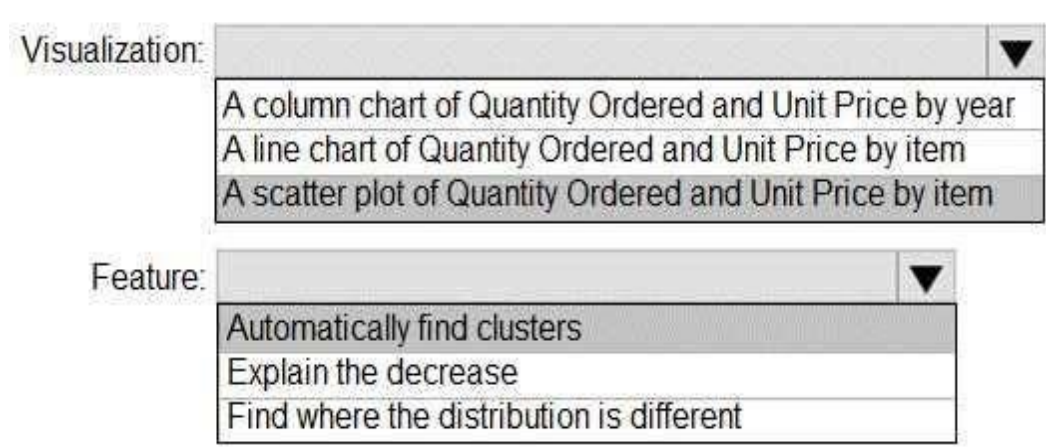 Visualization:
A column chart of Quantity Ordered and Unit Price by year
A line chart of Quantity Ordered and Unit Price by item
A scatter plot of Quantity Ordered and Unit Price by item
Feature:
Automatically find clusters
Explain the decrease
Find where the distribution is different